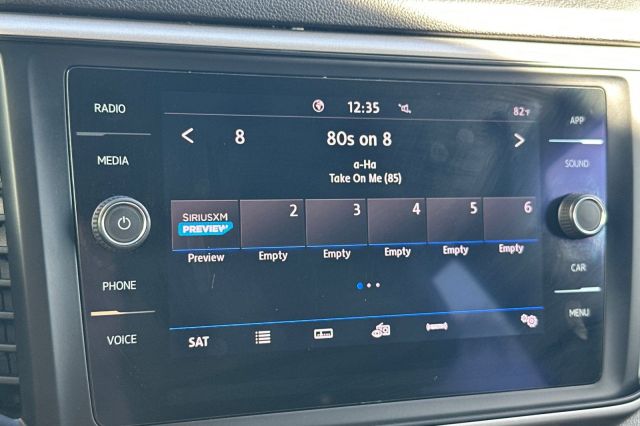 RADIO
MEDIA
PHONE
VOICE
12:35
82°F
< 8 80s on 8 >
a-Ha
Take On Me (85)
SIRIUSXM
PREVIEW
2
3
4
5
6
Preview
Empty
Empty
Empty
Empty
Empty
SAT
APP
SOUND
CAR
MENU